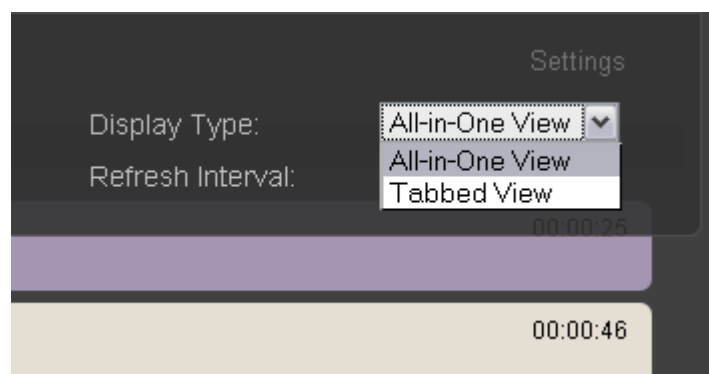 Settings
Display Type: All-in-One View
All-in-One View
Refresh Interval:
Tabbed View
00:00:25
00:00:46